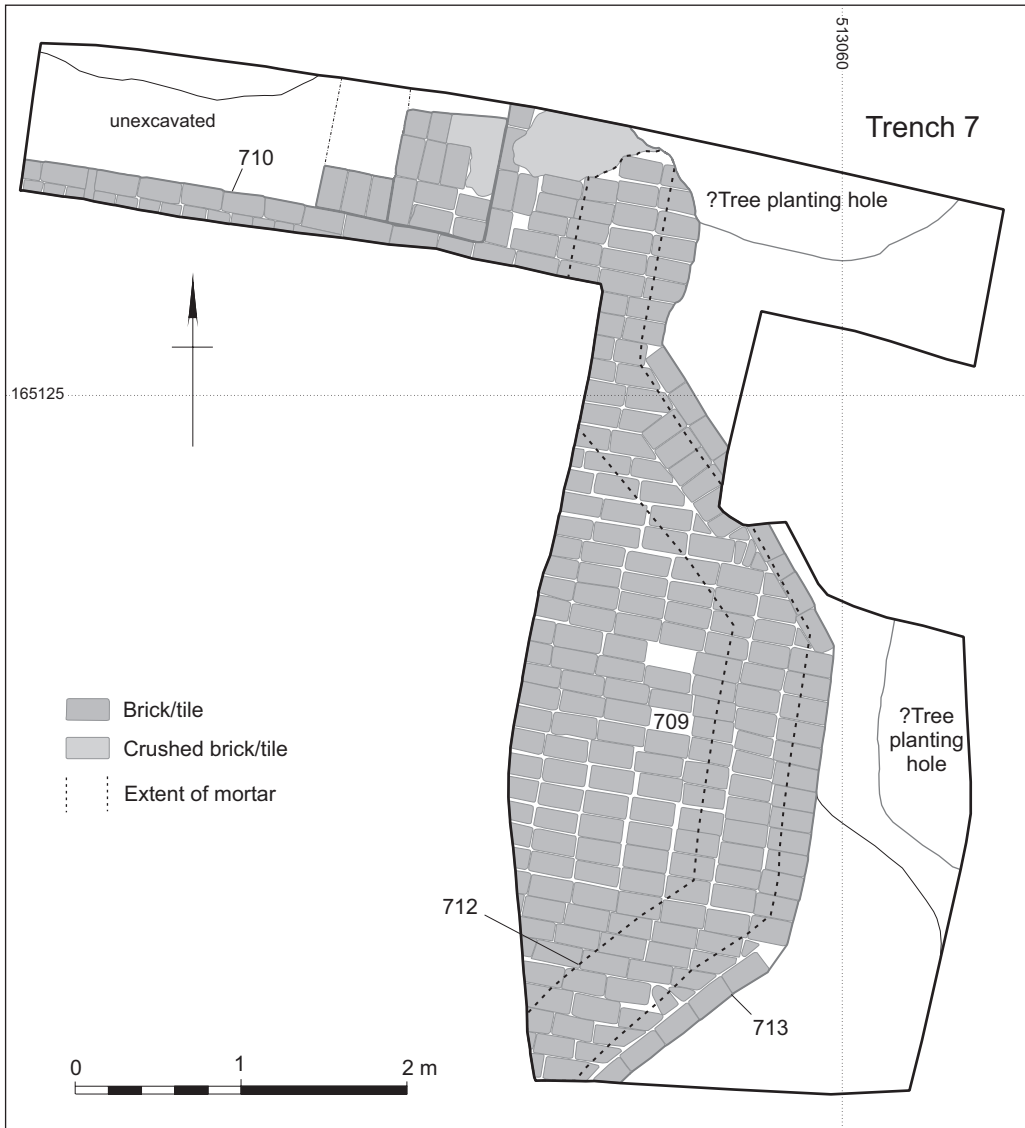 513060
Trench 7
unexcavated
710
?Tree planting hole
165125
Brick/tile
Crushed brick/tile
Extent of mortar
709
?Tree
planting
hole
712
713
0 1 2 m